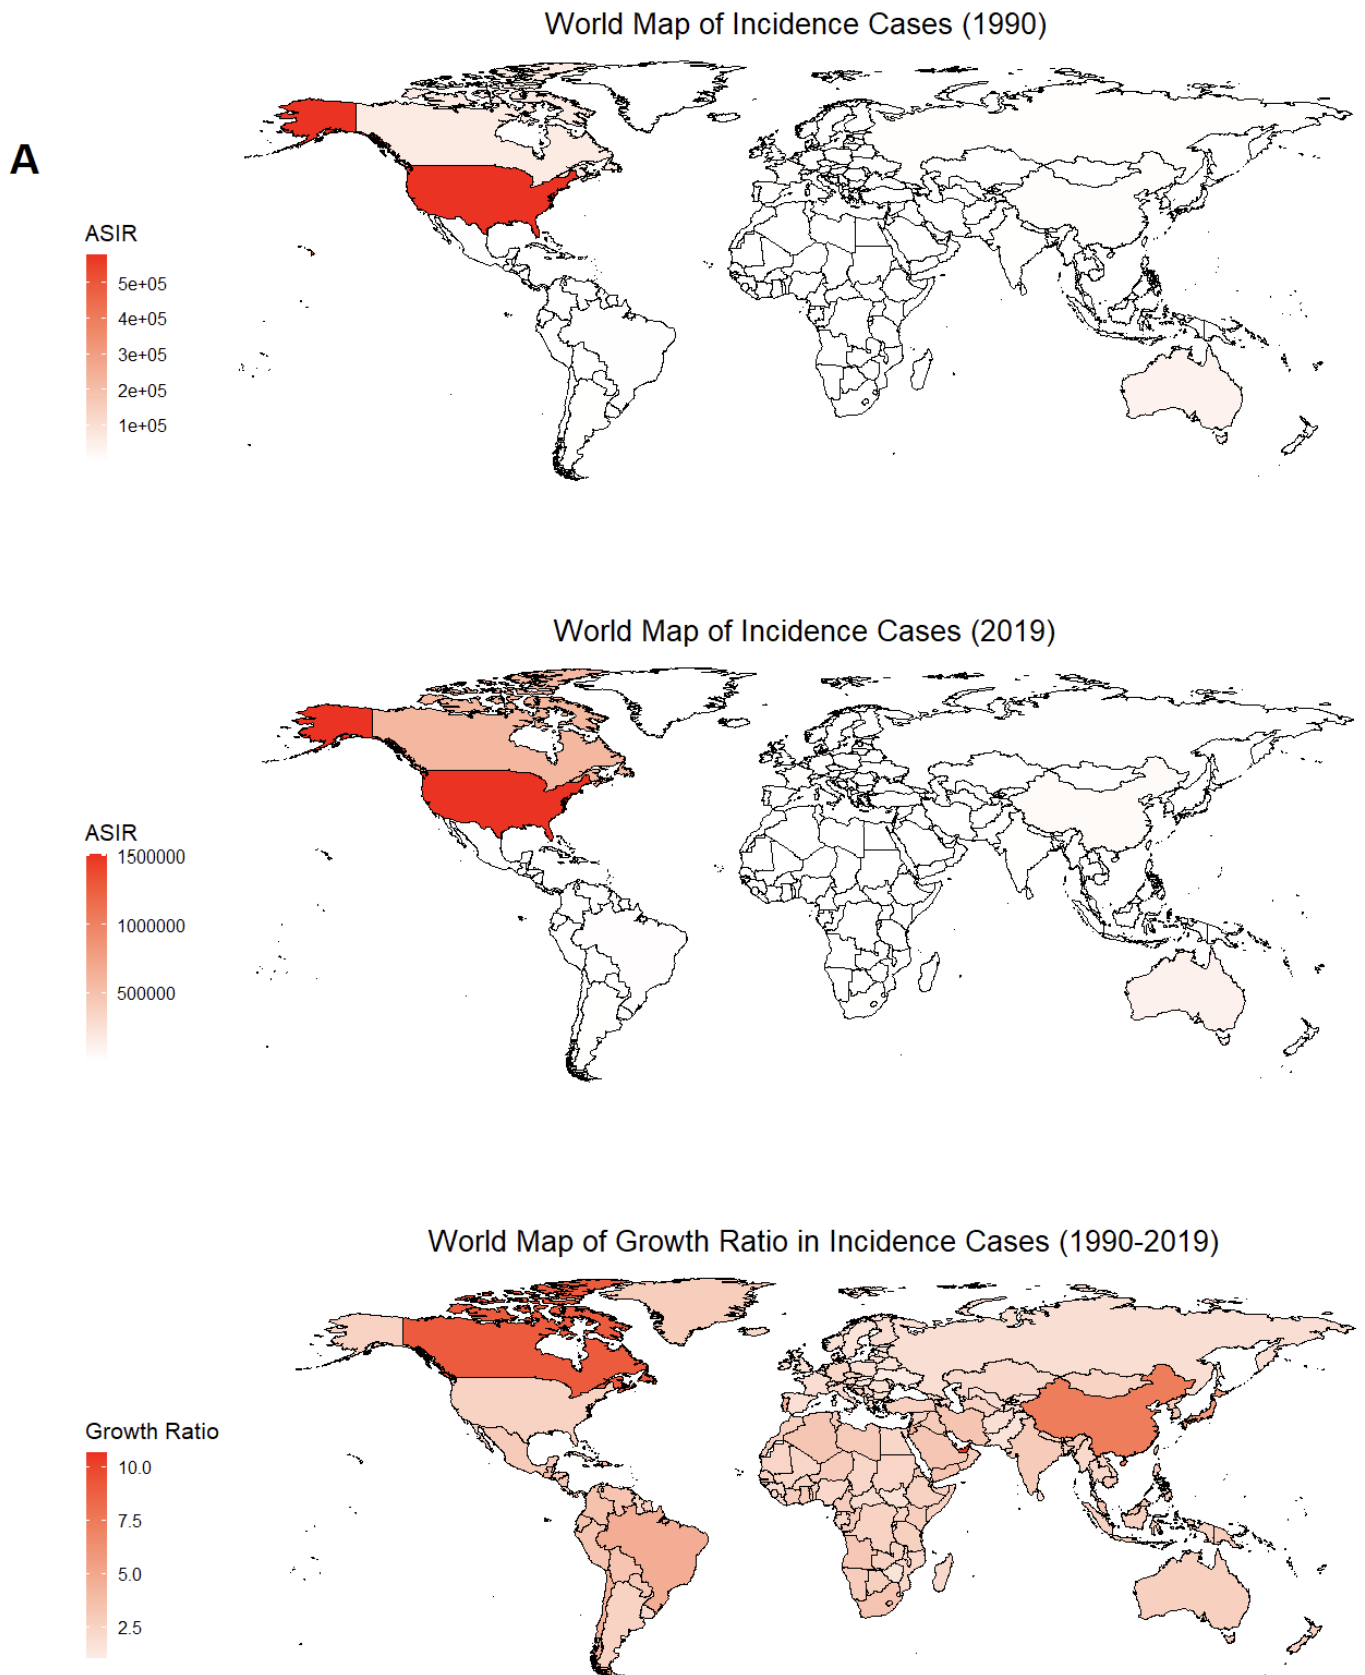 World Map of Incidence Cases (1990)
A
ASIR
5e+05
4e+05
3e+05
2e+05
1e+05
World Map of Incidence Cases (2019)
ASIR
1500000
1000000
500000
World Map of Growth Ratio in Incidence Cases (1990-2019)
Growth Ratio
10.0
7.5
5.0
2.5